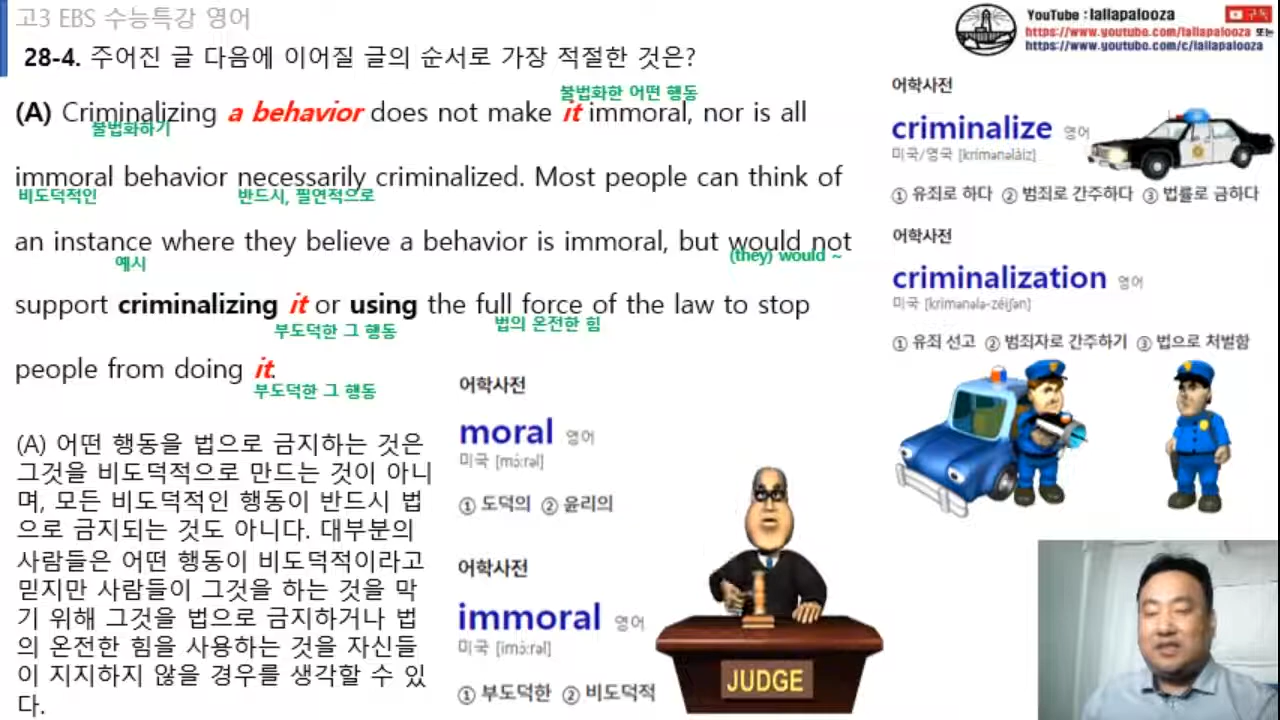 고3 EBS 수능특강 영어
28-4. 주어진 글 다음에 이어질 글의 순서로 가장 적절한 것은?
불법화한 어떤 행동
(A) Criminalizing a behavior does not make it immoral, nor is all
불법화하기
immoral behavior necessarily criminalized. Most people can think of
비도덕적인 반드시, 필연적으로
an instance where they believe a behavior is immoral, but would not
예시 (they) would ~
support criminalizing it or using the full force of the law to stop
부도덕한 그 행동 법의 온전한 힘
people from doing it.
부도덕한 그 행동
(A) 어떤 행동을 법으로 금지하는 것은
그것을 비도덕적으로 만드는 것이 아니
며, 모든 비도덕적인 행동이 반드시 법
으로 금지되는 것도 아니다. 대부분의
사람들은 어떤 행동이 비도덕적이라고
믿지만 사람들이 그것을 하는 것을 막
기 위해 그것을 법으로 금지하거나 법
의 온전한 힘을 사용하는 것을 자신들
이 지지하지 않을 경우를 생각할 수 있
다.
어학사전
moral 영어
미국 [mɔ́ːrəl]
① 도덕의 ② 윤리의
어학사전
immoral 영어
미국 [imɔ́ːrəl]
① 부도덕한 ② 비도덕적
JUDGE
YouTube : lallapalooza
구독
https://www.youtube.com/lallapalooza 또는
https://www.youtube.com/c/lallapalooza
어학사전
criminalize 영어
미국/영국 [krímənəlàiz]
① 유죄로 하다 ② 범죄로 간주하다 ③ 법률로 금하다
어학사전
criminalization 영어
미국 [krimənələ-zéiʃən]
① 유죄 선고 ② 범죄자로 간주하기 ③ 법으로 처벌함